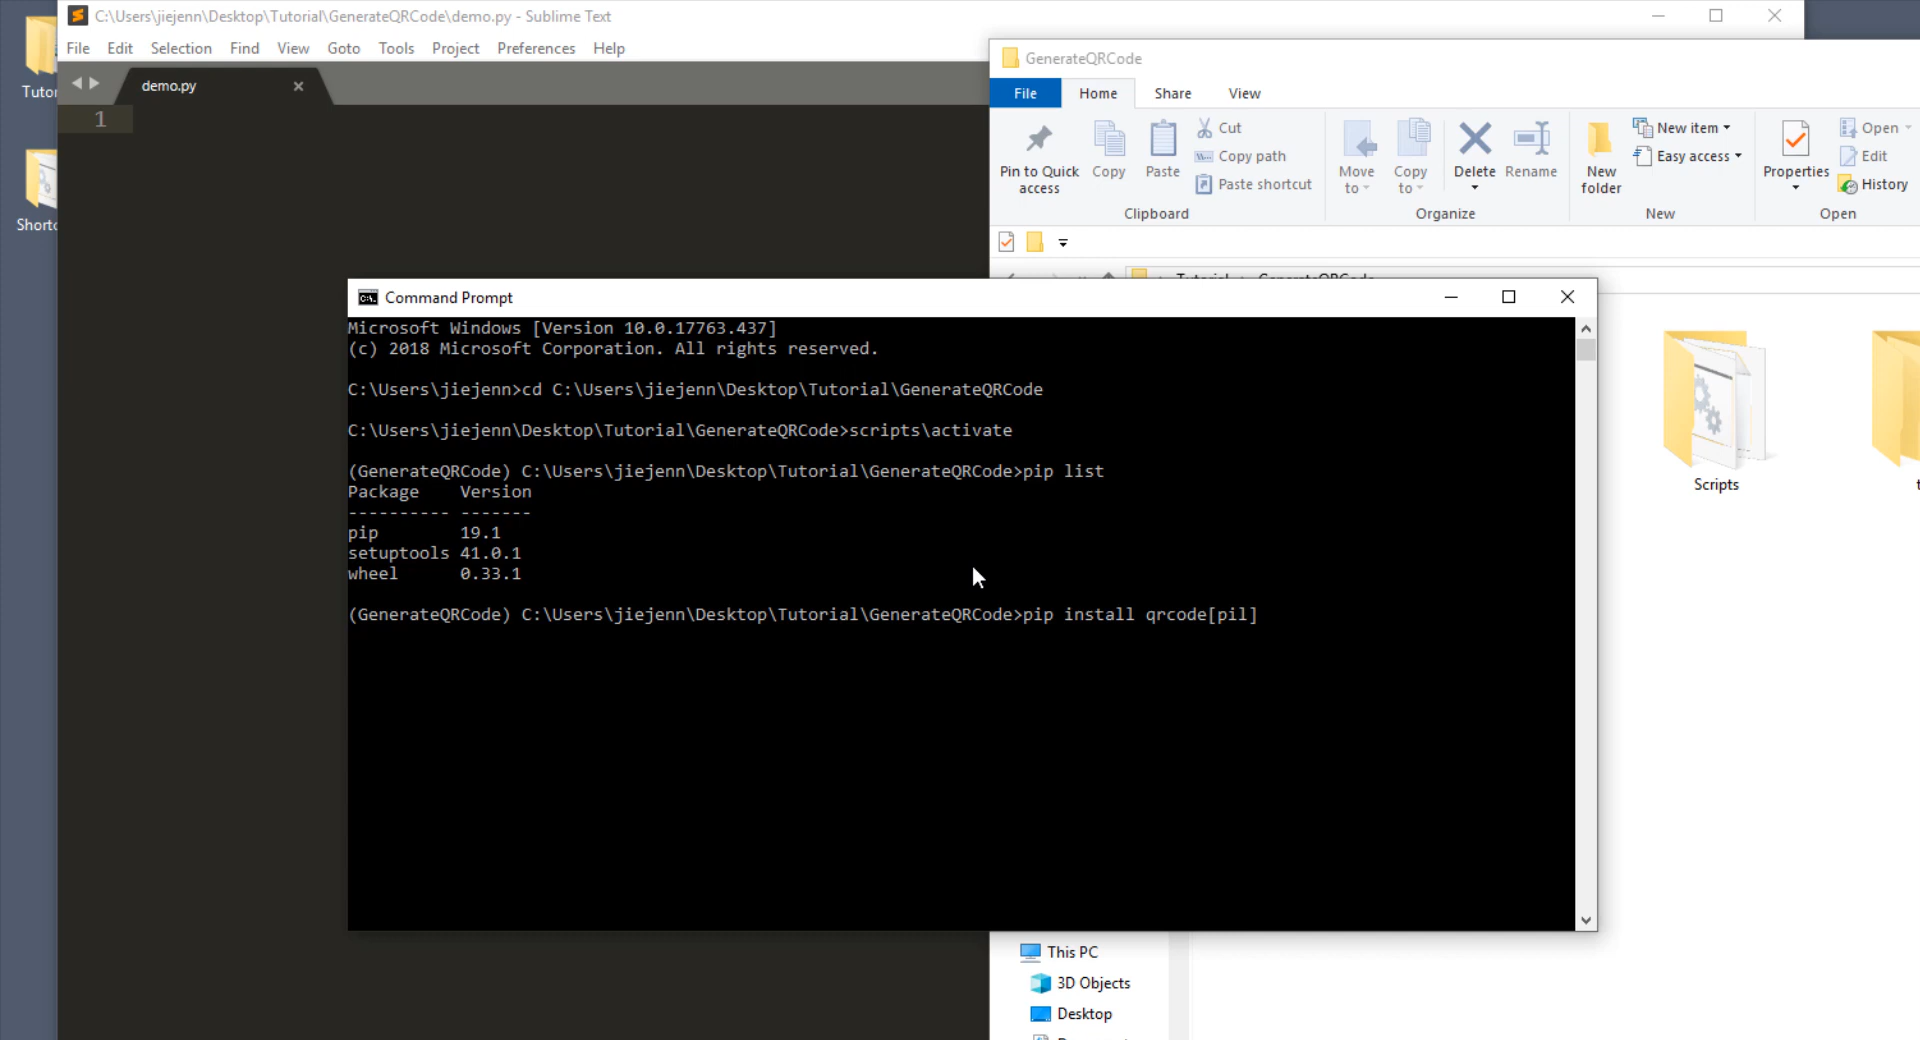 C:\Users\jiejenn\Desktop\Tutorial\GenerateQRCode\demo.py - Sublime Text
File Edit Selection Find View Goto Tools Project Preferences Help
demo.py
1
GenerateQRCode
File Home Share View
Pin to Quick access
Copy
Paste
Cut
Copy path
Paste shortcut
Clipboard
Move to
Copy to
Delete
Rename
Organize
New folder
New item
Easy access
New
Properties
Open
Edit
History
Open
Tutorial GenerateQRCode
Command Prompt
Microsoft Windows [Version 10.0.17763.437]
(c) 2018 Microsoft Corporation. All rights reserved.
C:\Users\jiejenn>cd C:\Users\jiejenn\Desktop\Tutorial\GenerateQRCode
C:\Users\jiejenn\Desktop\Tutorial\GenerateQRCode>scripts\activate
(GenerateQRCode) C:\Users\jiejenn\Desktop\Tutorial\GenerateQRCode>pip list
Package    Version
---------- -------
pip        19.1
setuptools 41.0.1
wheel      0.33.1
(GenerateQRCode) C:\Users\jiejenn\Desktop\Tutorial\GenerateQRCode>pip install qrcode[pil]
Scripts
This PC
3D Objects
Desktop